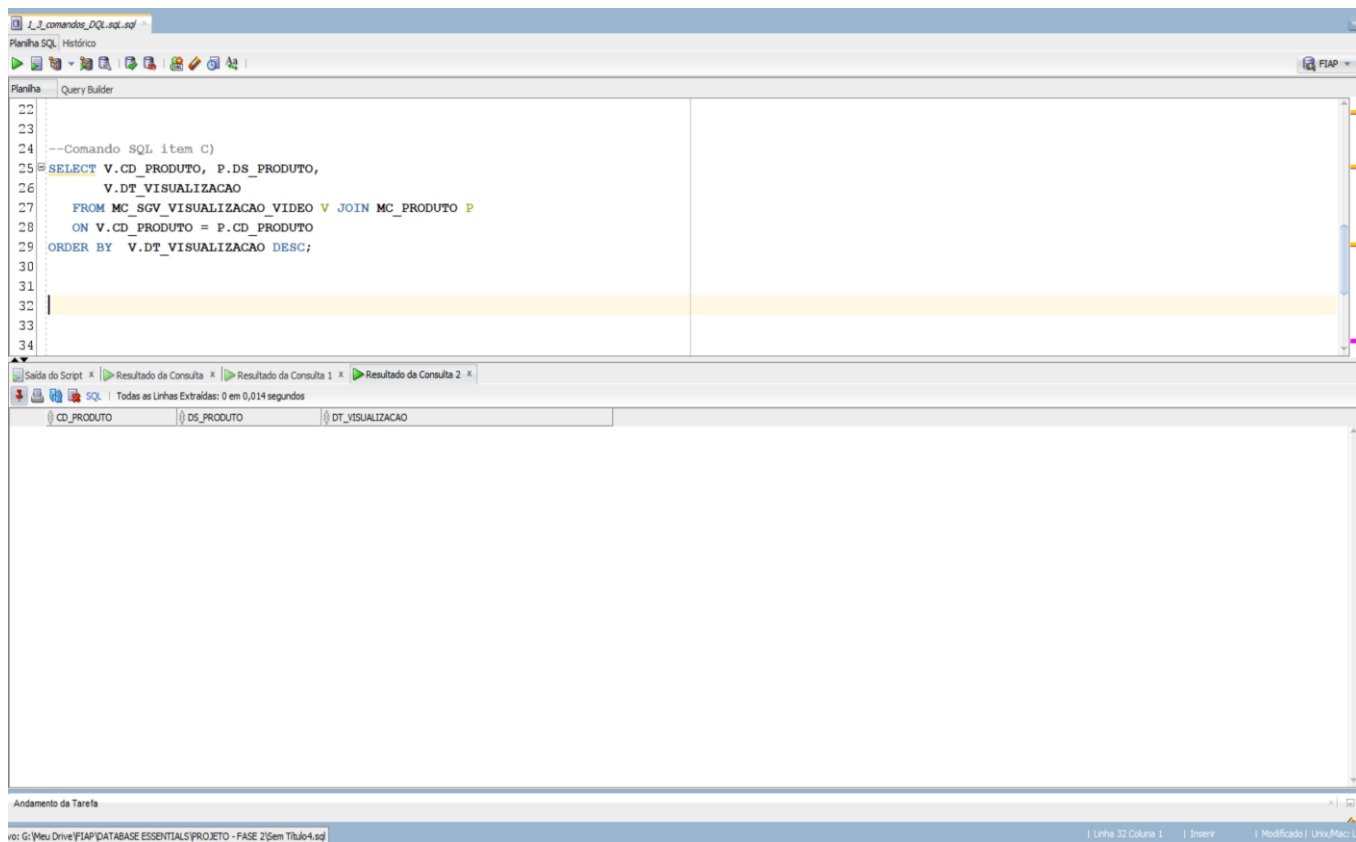 1_3_comandos_DQL.sql.sql
Planilha SQL Histórico
FIAP
Planilha Query Builder
22
23
24 --Comando SQL item C)
25 SELECT V.CD_PRODUTO, P.DS_PRODUTO,
26 V.DT_VISUALIZACAO
27 FROM MC_SGV_VISUALIZACAO_VIDEO V JOIN MC_PRODUTO P
28 ON V.CD_PRODUTO = P.CD_PRODUTO
29 ORDER BY V.DT_VISUALIZACAO DESC;
30
31
32
33
34
Saída do Script x Resultado da Consulta x Resultado da Consulta 1 x Resultado da Consulta 2 x
SQL | Todas as Linhas Extraídas: 0 em 0,014 segundos
CD_PRODUTO DS_PRODUTO DT_VISUALIZACAO
Andamento da Tarefa
vo: G:\Meu Drive\FIAP\DATABASE ESSENTIALS\PROJETO - FASE 2\Sem Título4.sql | Linha 32 Coluna 1 | Inserir | Modificado | Unix/Mac: L